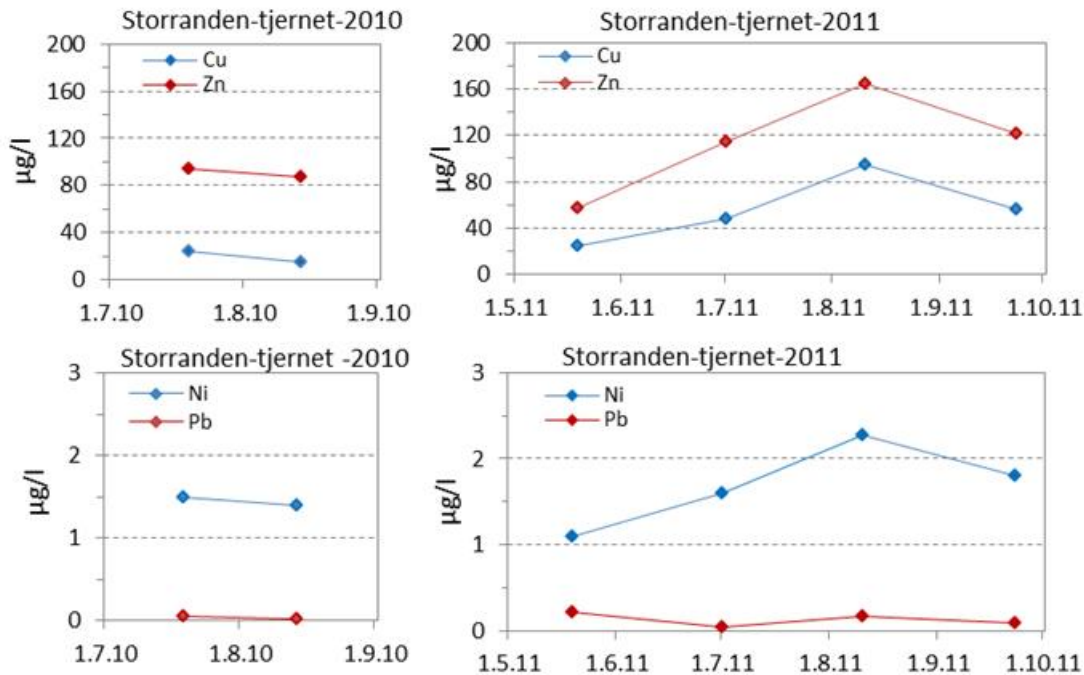 Storranden-tjernet-2010
200
160
120
80
40
0
µg/l
Cu
Zn
1.7.10 1.8.10 1.9.10
Storranden-tjernet-2011
200
160
120
80
40
0
Cu
Zn
1.5.11 1.6.11 1.7.11 1.8.11 1.9.11 1.10.11
Storranden-tjernet -2010
3
2
1
0
µg/l
Ni
Pb
1.7.10 1.8.10 1.9.10
Storranden-tjernet-2011
3
2
1
0
µg/l
Ni
Pb
1.5.11 1.6.11 1.7.11 1.8.11 1.9.11 1.10.11